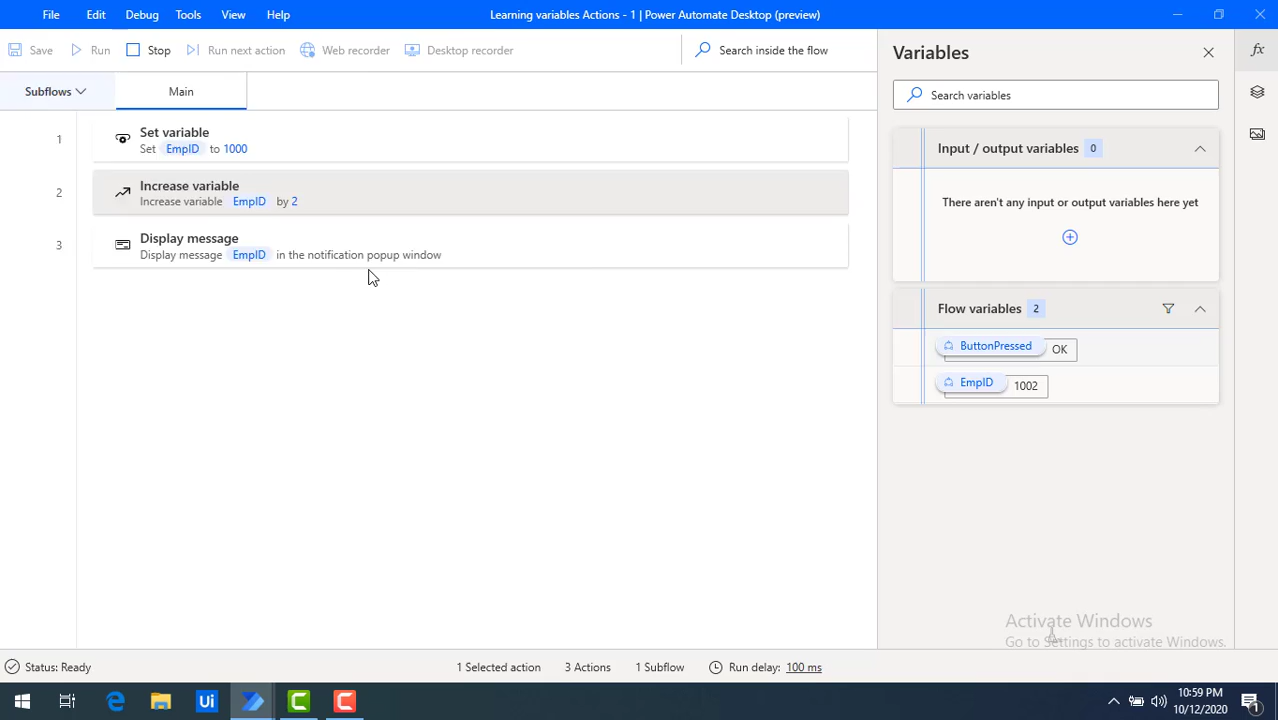 File Edit Debug Tools View Help Learning variables Actions - 1 | Power Automate Desktop (preview)
Save Run Stop Run next action Web recorder Desktop recorder Search inside the flow
Subflows Main
1 Set variable
Set EmpID to 1000
2 Increase variable
Increase variable EmpID by 2
3 Display message
Display message EmpID in the notification popup window
Variables
fx
Search variables
Input / output variables 0
There aren't any input or output variables here yet
Flow variables 2
ButtonPressed OK
EmpID 1002
Activate Windows
Go to Settings to activate Windows.
Status: Ready 1 Selected action 3 Actions 1 Subflow Run delay: 100 ms
Ui
C C
10:59 PM
10/12/2020
1